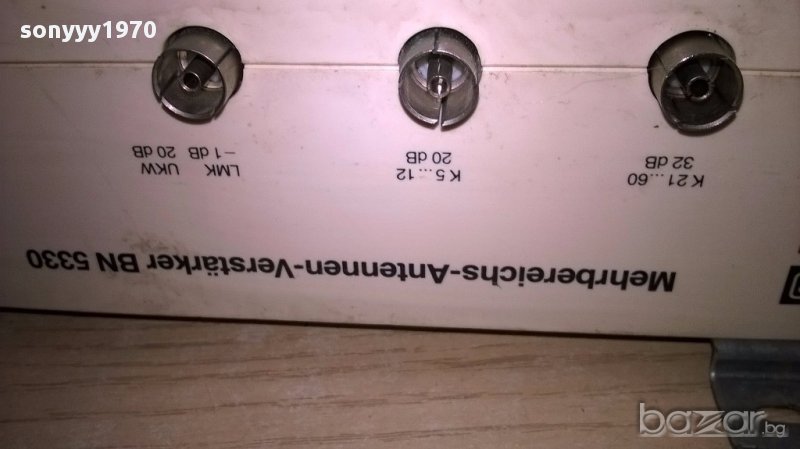 sonyyy1970
Mehrbereichs-Antennen-Verstärker BN 5330
K 21...60
32 dB
K 5...12
20 dB
LMK UKW
−1 dB 20 dB
bazar.bg